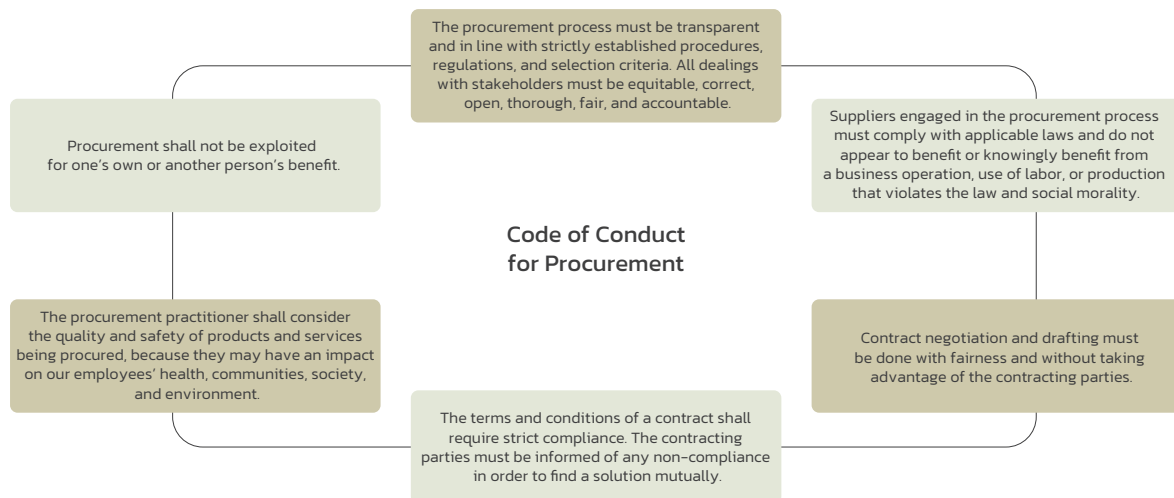 The procurement process must be transparent
and in line with strictly established procedures,
regulations, and selection criteria. All dealings
with stakeholders must be equitable, correct,
open, thorough, fair, and accountable.
Procurement shall not be exploited
for one's own or another person's benefit.
Suppliers engaged in the procurement process
must comply with applicable laws and do not
appear to benefit or knowingly benefit from
a business operation, use of labor, or production
that violates the law and social morality.
Code of Conduct
for Procurement
The procurement practitioner shall consider
the quality and safety of products and services
being procured, because they may have an impact
on our employees' health, communities, society,
and environment.
Contract negotiation and drafting must
be done with fairness and without taking
advantage of the contracting parties.
The terms and conditions of a contract shall
require strict compliance. The contracting
parties must be informed of any non-compliance
in order to find a solution mutually.